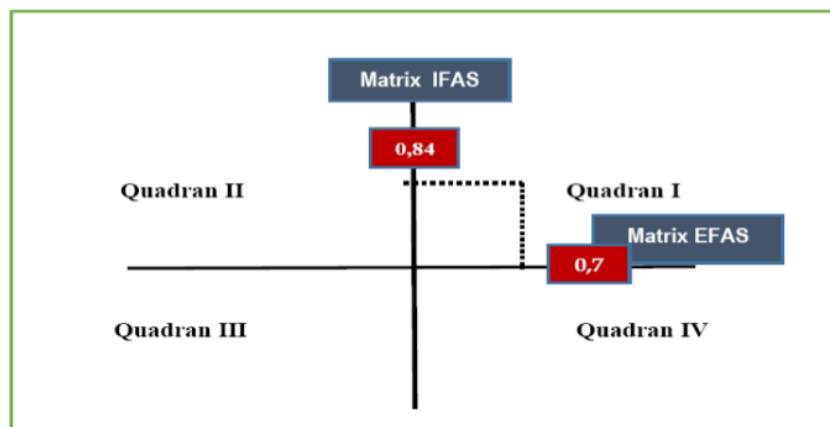 Matrix IFAS
0,84
Quadran II
Quadran I
Matrix EFAS
0,7
Quadran III
Quadran IV